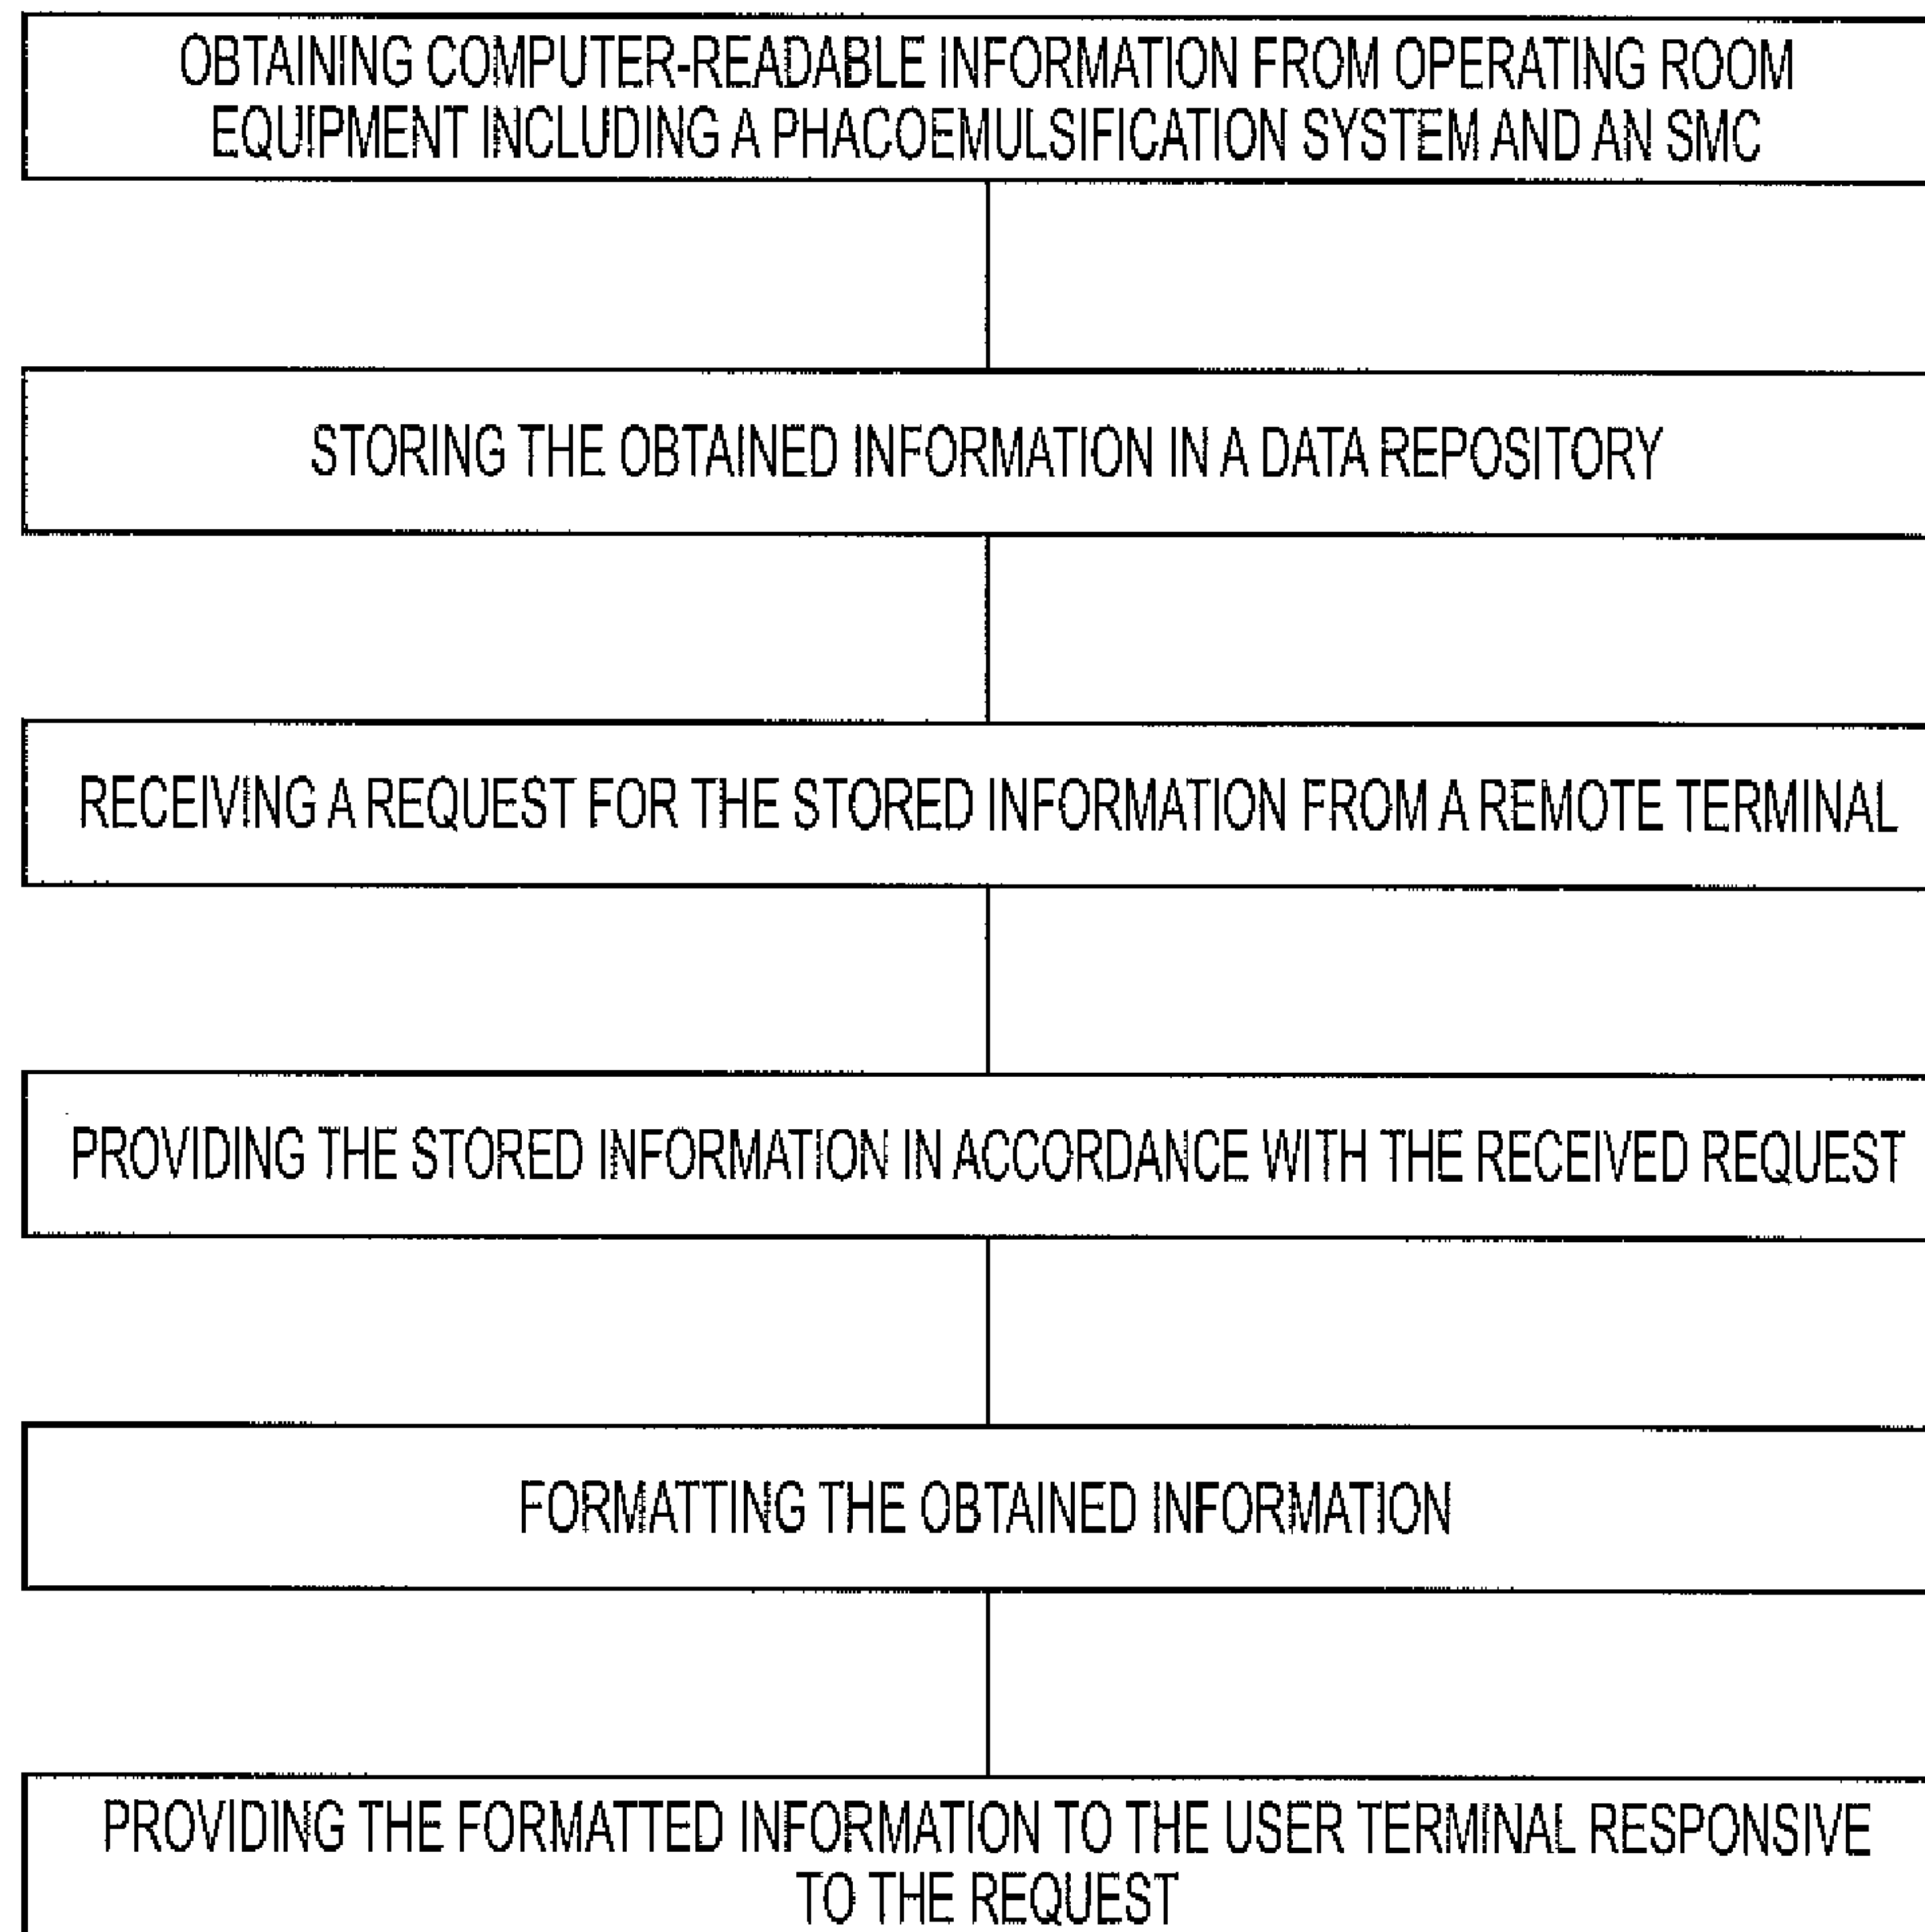 OBTAINING COMPUTER-READABLE INFORMATION FROM OPERATING ROOM
EQUIPMENT INCLUDING A PHACOEMULSIFICATION SYSTEM AND AN SMC
STORING THE OBTAINED INFORMATION IN A DATA REPOSITORY
RECEIVING A REQUEST FOR THE STORED INFORMATION FROM A REMOTE TERMINAL
PROVIDING THE STORED INFORMATION IN ACCORDANCE WITH THE RECEIVED REQUEST
FORMATTING THE OBTAINED INFORMATION
PROVIDING THE FORMATTED INFORMATION TO THE USER TERMINAL RESPONSIVE
TO THE REQUEST